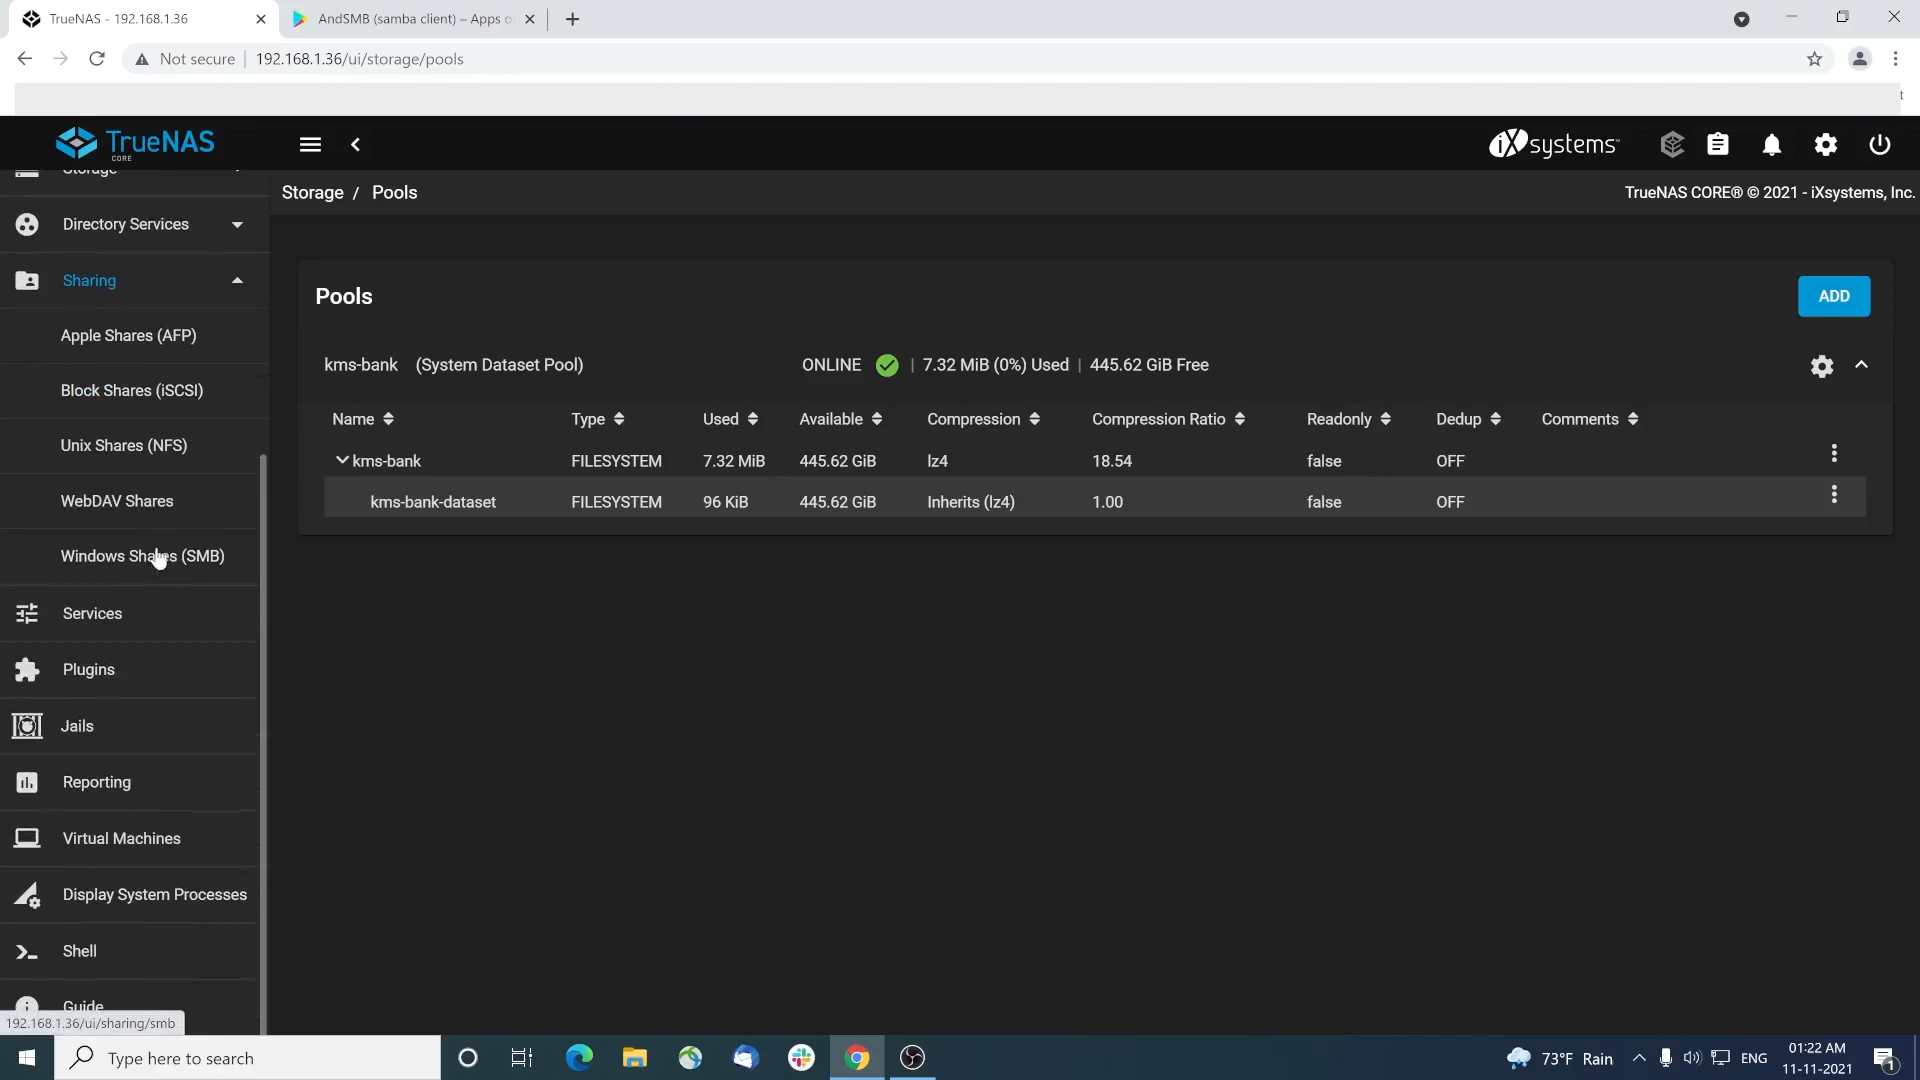 TrueNAS - 192.168.1.36
AndSMB (samba client) – Apps o
Not secure
192.168.1.36/ui/storage/pools
TrueNAS
CORE
iXsystems
Storage / Pools
TrueNAS CORE® © 2021 - iXsystems, Inc.
Storage
Directory Services
Sharing
Apple Shares (AFP)
Block Shares (iSCSI)
Unix Shares (NFS)
WebDAV Shares
Windows Shares (SMB)
Services
Plugins
Jails
Reporting
Virtual Machines
Display System Processes
Shell
Guide
192.168.1.36/ui/sharing/smb
Pools
ADD
kms-bank (System Dataset Pool) ONLINE | 7.32 MiB (0%) Used | 445.62 GiB Free
Name Type Used Available Compression Compression Ratio Readonly Dedup Comments
kms-bank FILESYSTEM 7.32 MiB 445.62 GiB lz4 18.54 false OFF
kms-bank-dataset FILESYSTEM 96 KiB 445.62 GiB Inherits (lz4) 1.00 false OFF
Type here to search
73°F Rain
ENG
01:22 AM
11-11-2021
1